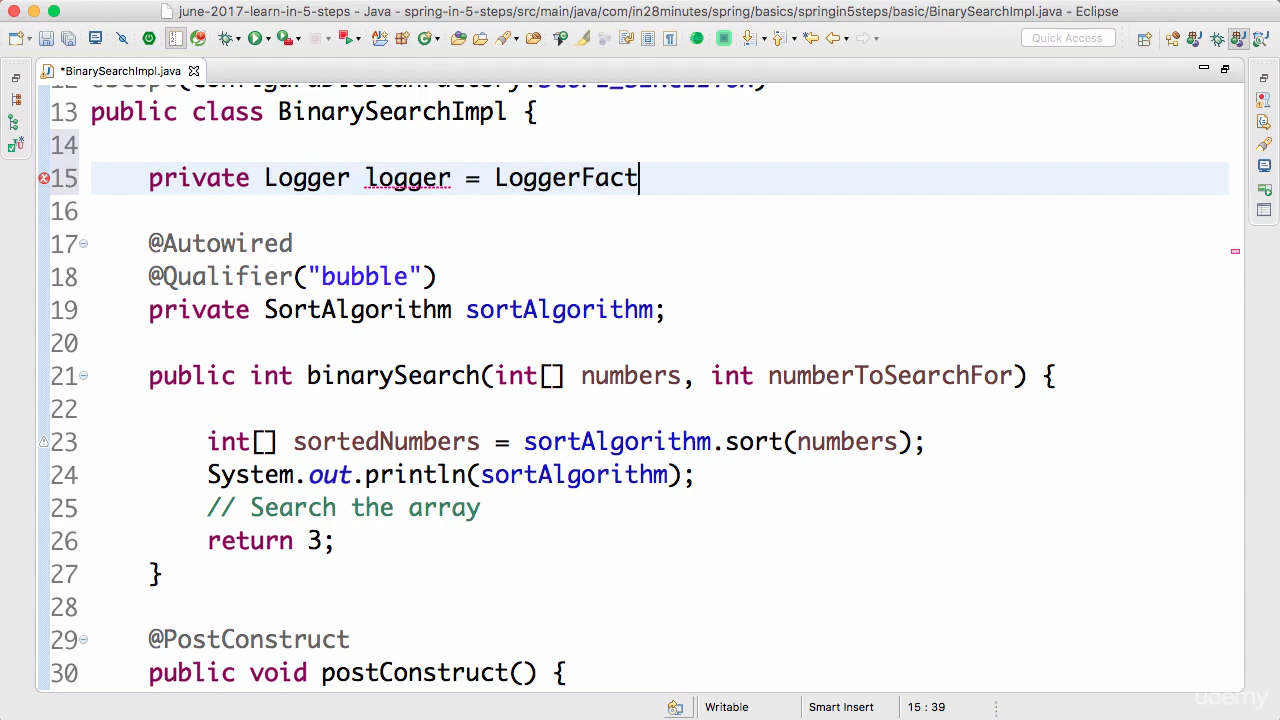 june-2017-learn-in-5-steps - Java - spring-in-5-steps/src/main/java/com/in28minutes/spring/basics/springin5steps/basic/BinarySearchImpl.java - Eclipse
Quick Access
*BinarySearchImpl.java
13 public class BinarySearchImpl {
14
15 private Logger logger = LoggerFact
16
17 @Autowired
18 @Qualifier("bubble")
19 private SortAlgorithm sortAlgorithm;
20
21 public int binarySearch(int[] numbers, int numberToSearchFor) {
22
23 int[] sortedNumbers = sortAlgorithm.sort(numbers);
24 System.out.println(sortAlgorithm);
25 // Search the array
26 return 3;
27 }
28
29 @PostConstruct
30 public void postConstruct() {
Writable Smart Insert 15 : 39
udemy